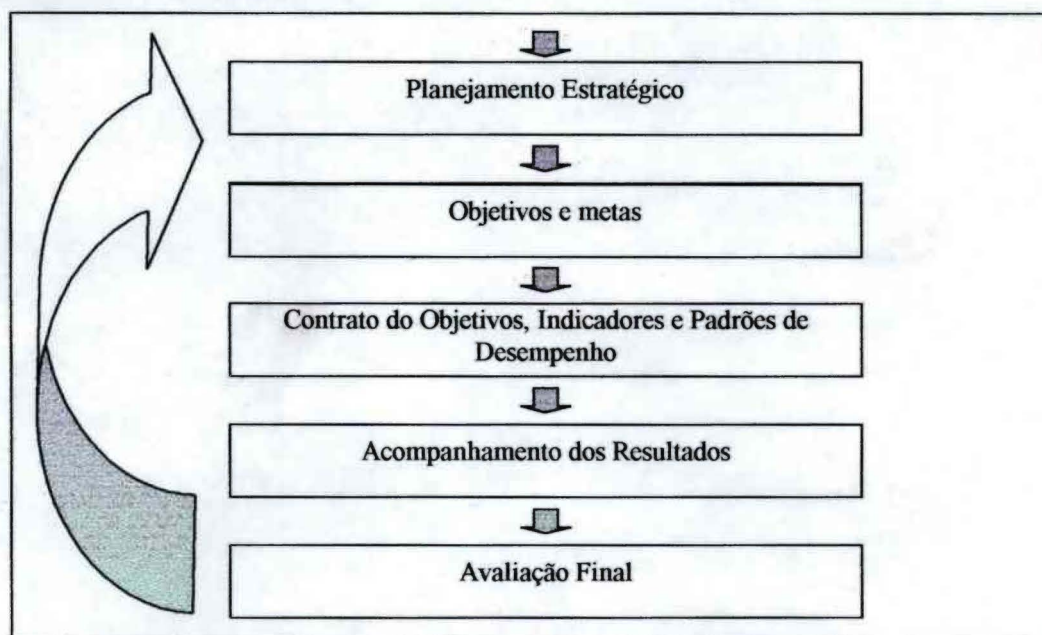 Planejamento Estratégico
Objetivos e metas
Contrato do Objetivos, Indicadores e Padrões de
Desempenho
Acompanhamento dos Resultados
Avaliação Final